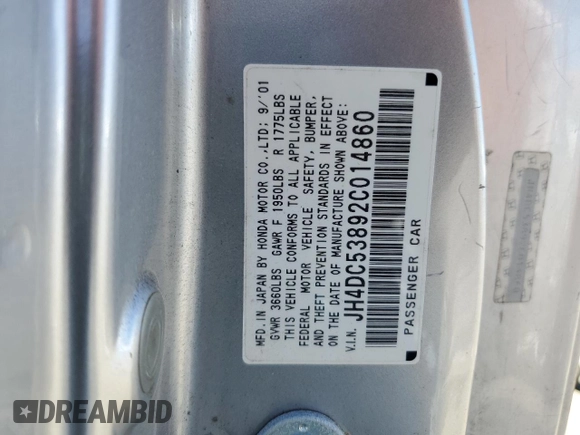 MFD. IN JAPAN BY HONDA MOTOR CO., LTD: 9/'01
GVWR 3660LBS GAWR F 1950LBS R 1775LBS
THIS VEHICLE CONFORMS TO ALL APPLICABLE
FEDERAL MOTOR VEHICLE SAFETY, BUMPER,
AND THEFT PREVENTION STANDARDS IN EFFECT
ON THE DATE OF MANUFACTURE SHOWN ABOVE:
V.I.N. JH4DC53892C014860
PASSENGER CAR
DREAMBID